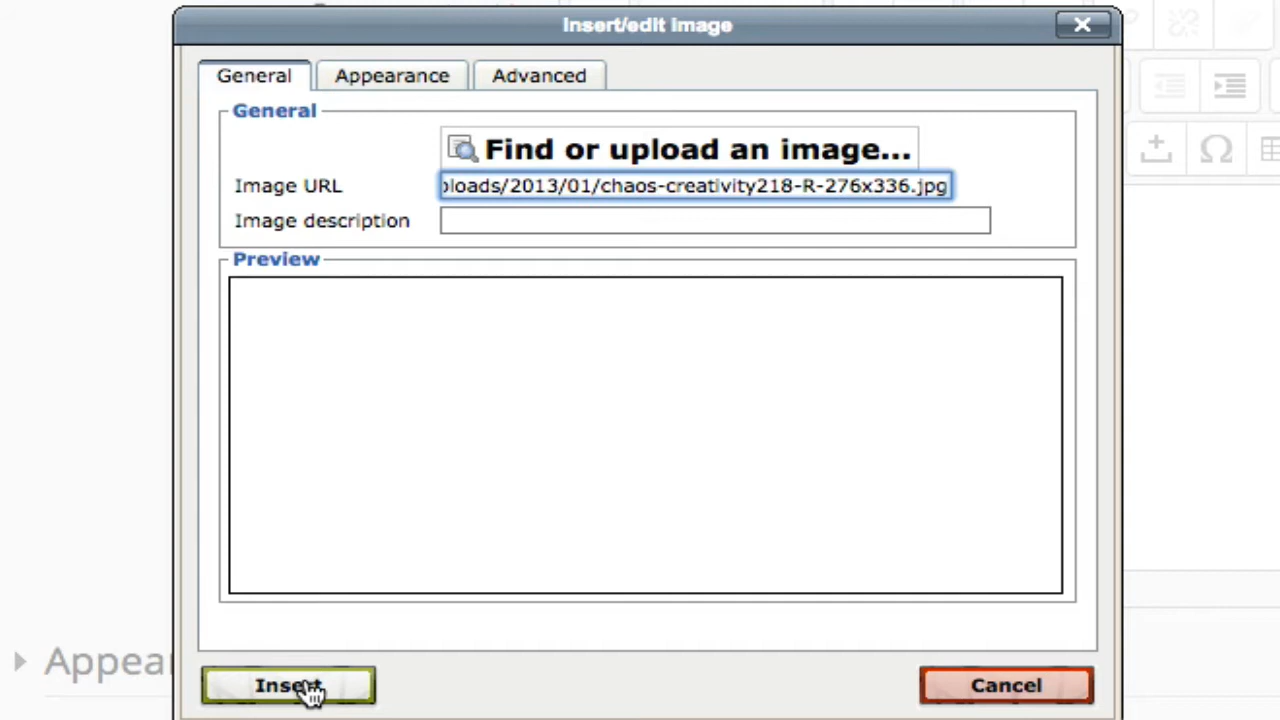 Insert/edit image
General Appearance Advanced
General
Find or upload an image...
Image URL loads/2013/01/chaos-creativity218-R-276x336.jpg
Image description
Preview
Appea
Insert Cancel